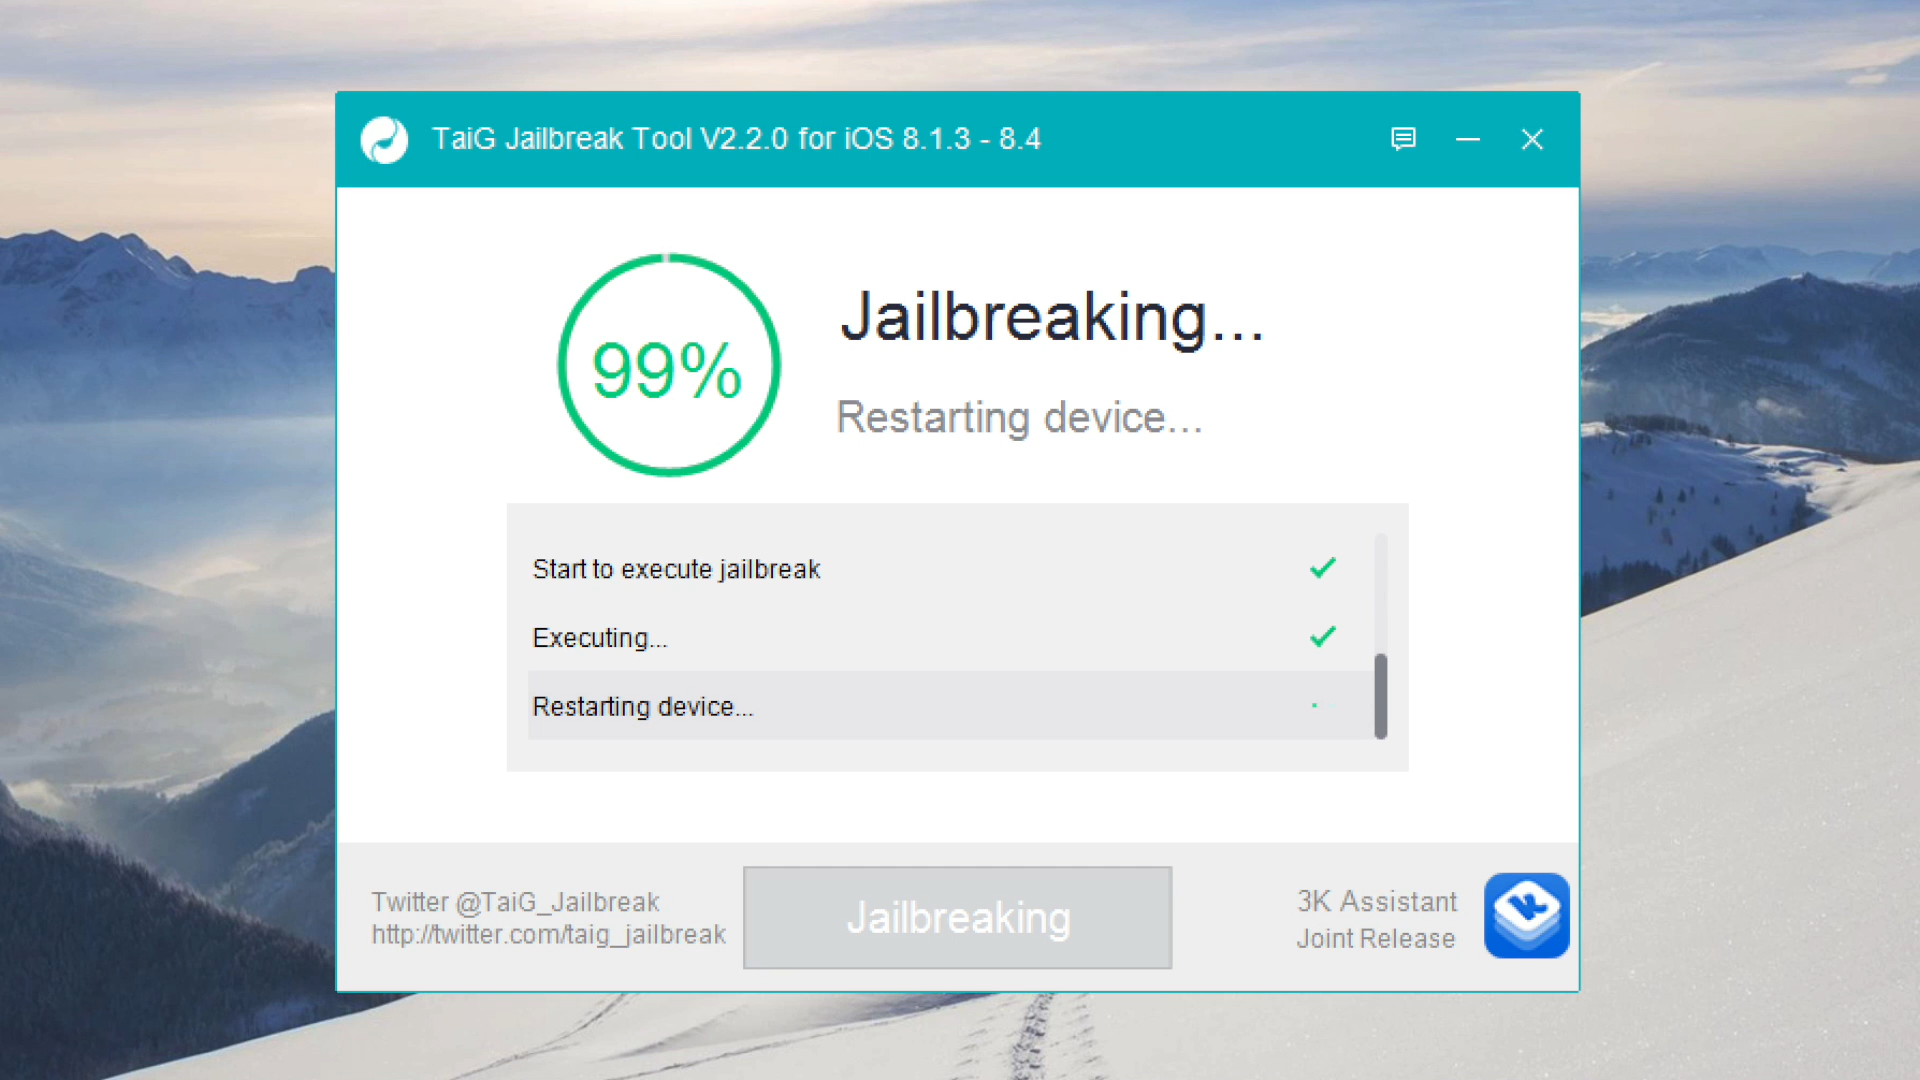 TaiG Jailbreak Tool V2.2.0 for iOS 8.1.3 - 8.4
99%
Jailbreaking...
Restarting device...
Start to execute jailbreak
Executing...
Restarting device...
Twitter @TaiG_Jailbreak
http://twitter.com/taig_jailbreak
Jailbreaking
3K Assistant
Joint Release